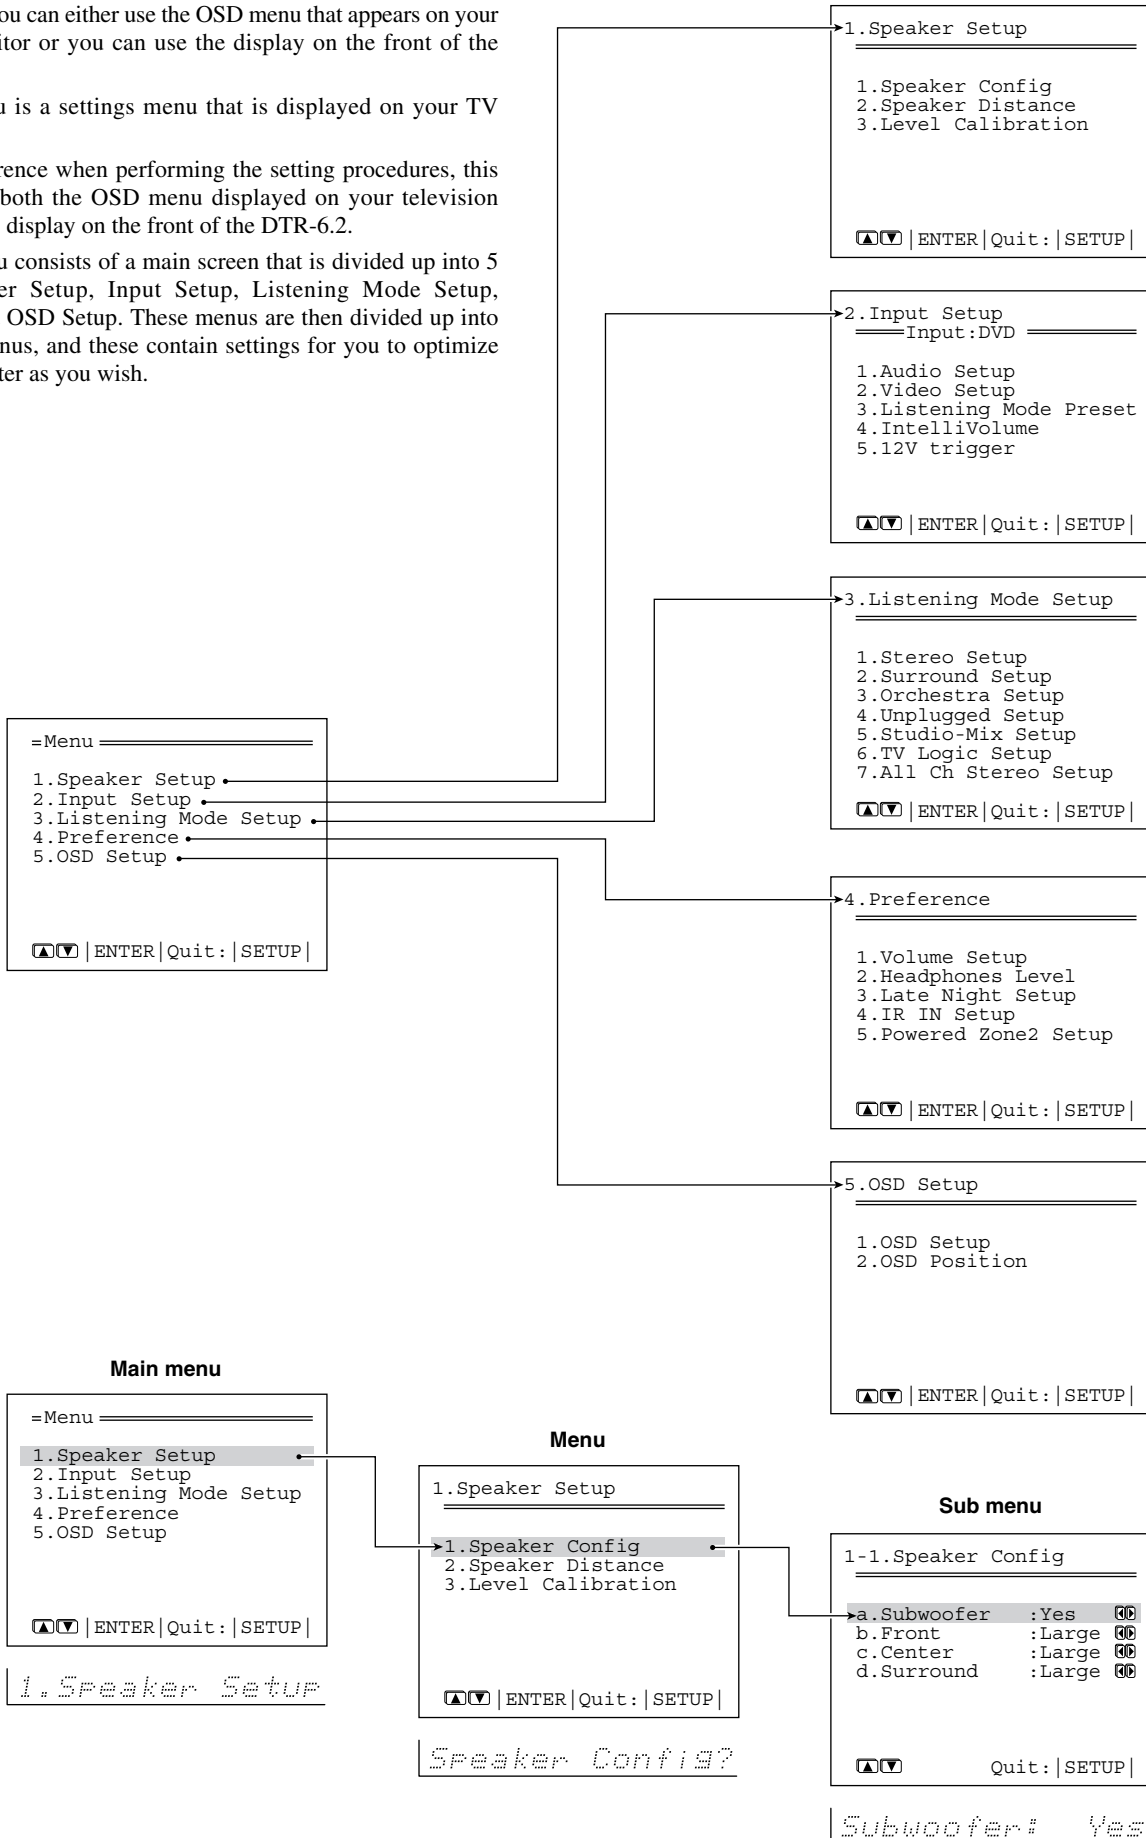 ou can either use the OSD menu that appears on your
itor or you can use the display on the front of the
u is a settings menu that is displayed on your TV
rence when performing the setting procedures, this
both the OSD menu displayed on your television
display on the front of the DTR-6.2.
u consists of a main screen that is divided up into 5
er Setup, Input Setup, Listening Mode Setup,
OSD Setup. These menus are then divided up into
nus, and these contain settings for you to optimize
ter as you wish.
1.Speaker Setup
1.Speaker Config
2.Speaker Distance
3.Level Calibration
|ENTER|Quit:|SETUP|
2.Input Setup
Input:DVD
1.Audio Setup
2.Video Setup
3.Listening Mode Preset
4.IntelliVolume
5.12V trigger
|ENTER|Quit:|SETUP|
3.Listening Mode Setup
1.Stereo Setup
2.Surround Setup
3.Orchestra Setup
4.Unplugged Setup
5.Studio-Mix Setup
6.TV Logic Setup
7.All Ch Stereo Setup
|ENTER|Quit:|SETUP|
=Menu
1.Speaker Setup
2.Input Setup
3.Listening Mode Setup
4.Preference
5.OSD Setup
|ENTER|Quit:|SETUP|
4.Preference
1.Volume Setup
2.Headphones Level
3.Late Night Setup
4.IR IN Setup
5.Powered Zone2 Setup
|ENTER|Quit:|SETUP|
5.OSD Setup
1.OSD Setup
2.OSD Position
|ENTER|Quit:|SETUP|
Main menu
=Menu
1.Speaker Setup
2.Input Setup
3.Listening Mode Setup
4.Preference
5.OSD Setup
|ENTER|Quit:|SETUP|
1.Speaker Setup
Menu
1.Speaker Setup
1.Speaker Config
2.Speaker Distance
3.Level Calibration
|ENTER|Quit:|SETUP|
Speaker Config?
Sub menu
1-1.Speaker Config
a.Subwoofer :Yes
b.Front :Large
c.Center :Large
d.Surround :Large
Quit:|SETUP|
Subwoofer: Yes